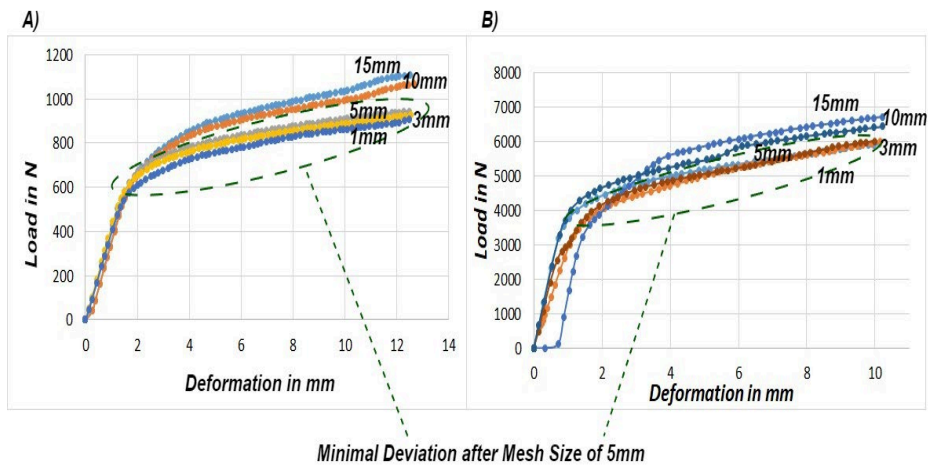 A)
B)
1200
1000
800
600
400
200
0
Load in N
0 2 4 6 8 10 12 14
Deformation in mm
15mm
10mm
5mm
3mm
1mm
8000
7000
6000
5000
4000
3000
2000
1000
0
Load in N
0 2 4 6 8 10
Deformation in mm
15mm
10mm
5mm
3mm
1mm
Minimal Deviation after Mesh Size of 5mm